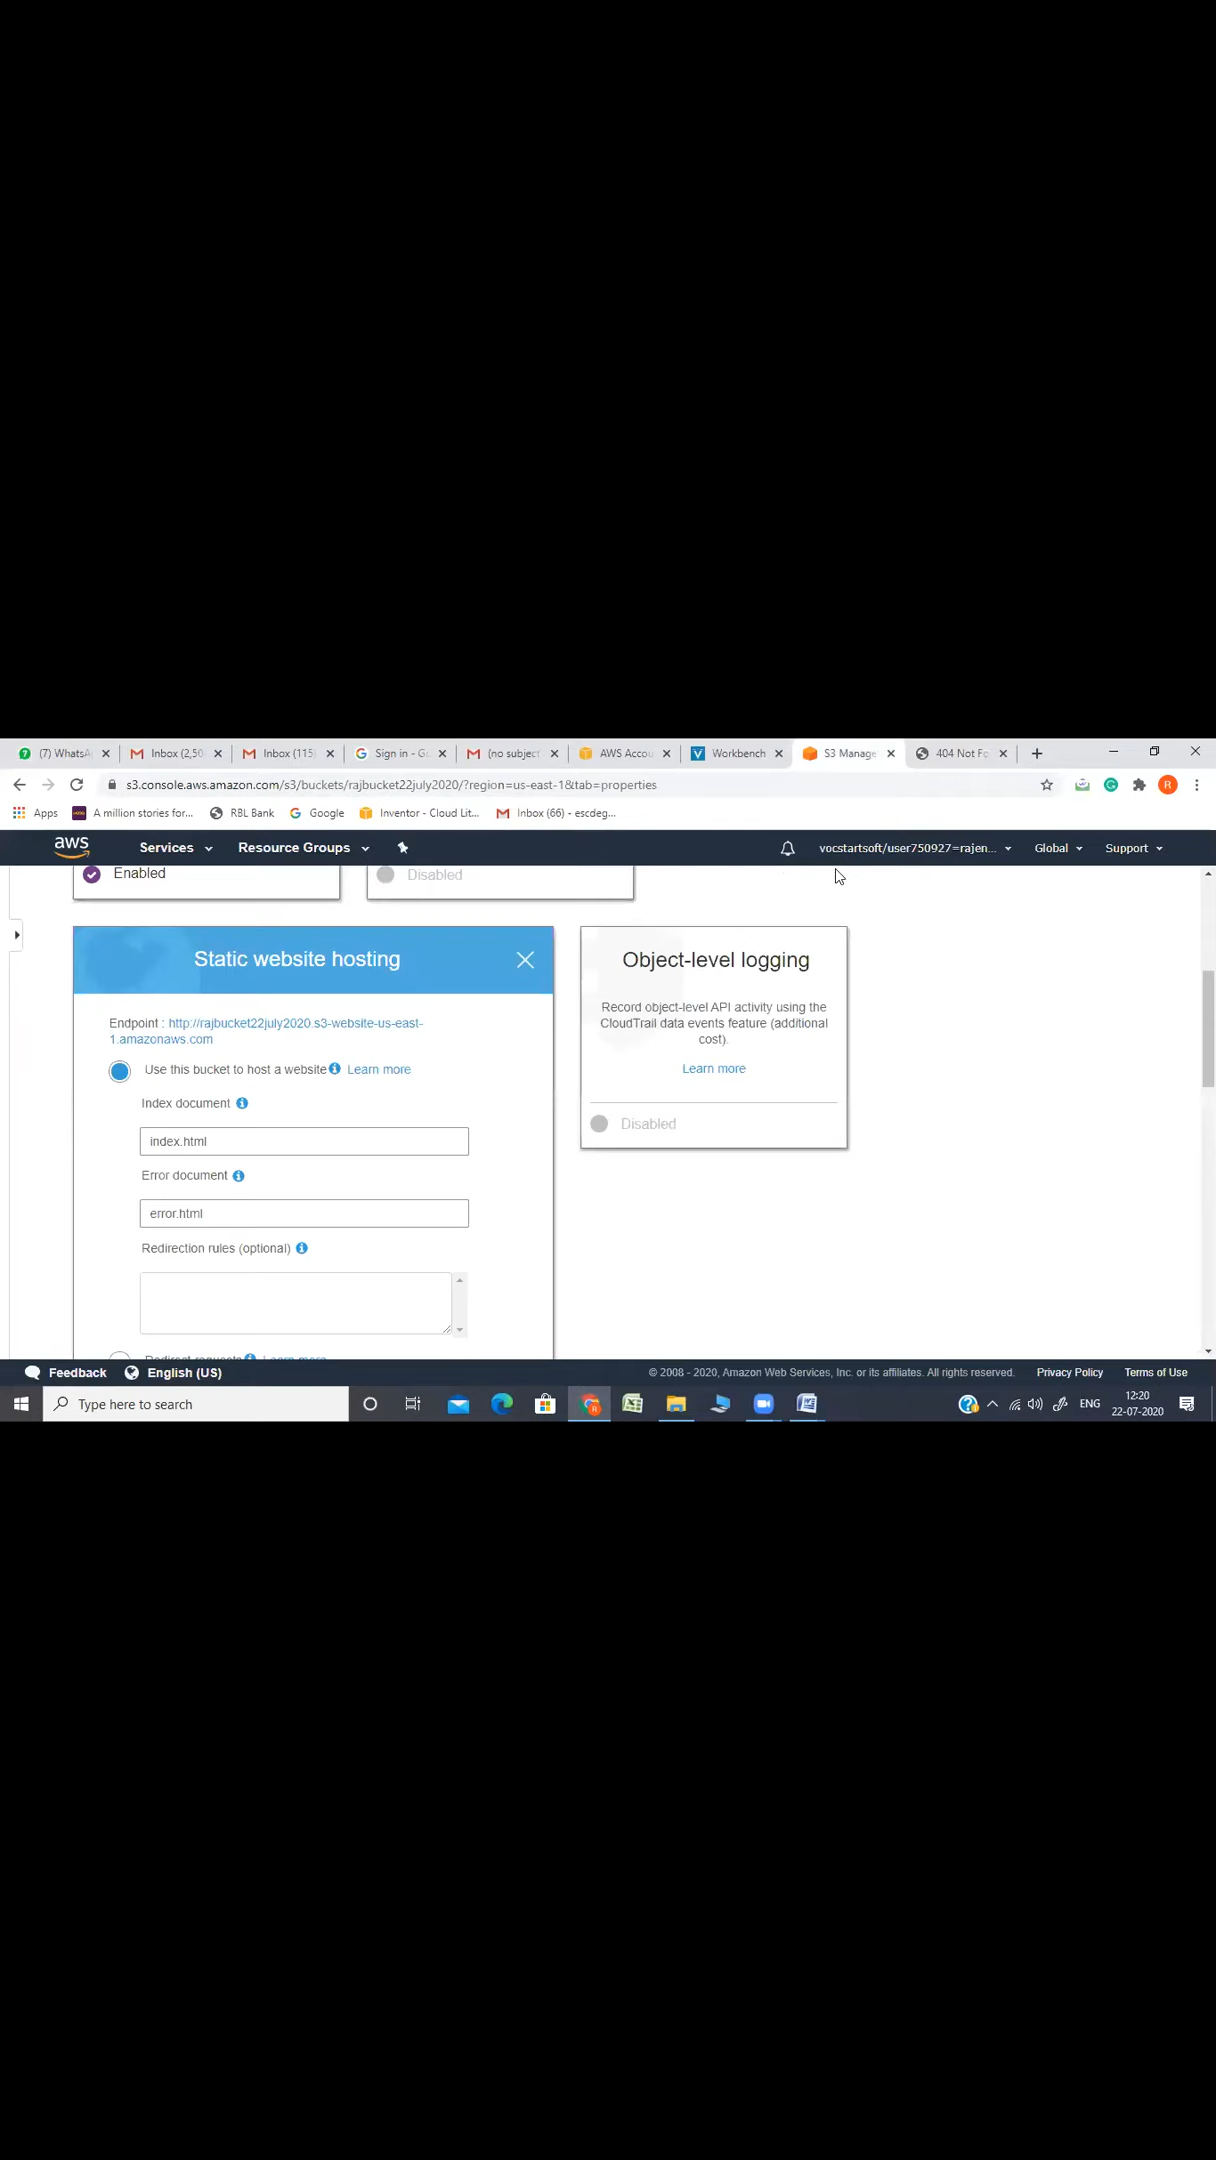 (7) WhatsA
Inbox (2,50
Inbox (115)
Sign in - Go
(no subject
AWS Accou
Workbench
S3 Manage
404 Not Fo
s3.console.aws.amazon.com/s3/buckets/rajbucket22july2020/?region=us-east-1&tab=properties
R
Apps
A million stories for...
RBL Bank
Google
Inventor - Cloud Lit...
Inbox (66) - escdeg...
aws
Services
Resource Groups
vocstartsoft/user750927=rajen...
Global
Support
Enabled
Disabled
Static website hosting
Endpoint : http://rajbucket22july2020.s3-website-us-east-
1.amazonaws.com
Use this bucket to host a website Learn more
Index document
index.html
Error document
error.html
Redirection rules (optional)
Redirect requests Learn more
Object-level logging
Record object-level API activity using the
CloudTrail data events feature (additional
cost).
Learn more
Disabled
Feedback
English (US)
© 2008 - 2020, Amazon Web Services, Inc. or its affiliates. All rights reserved.
Privacy Policy
Terms of Use
Type here to search
ENG
12:20
22-07-2020